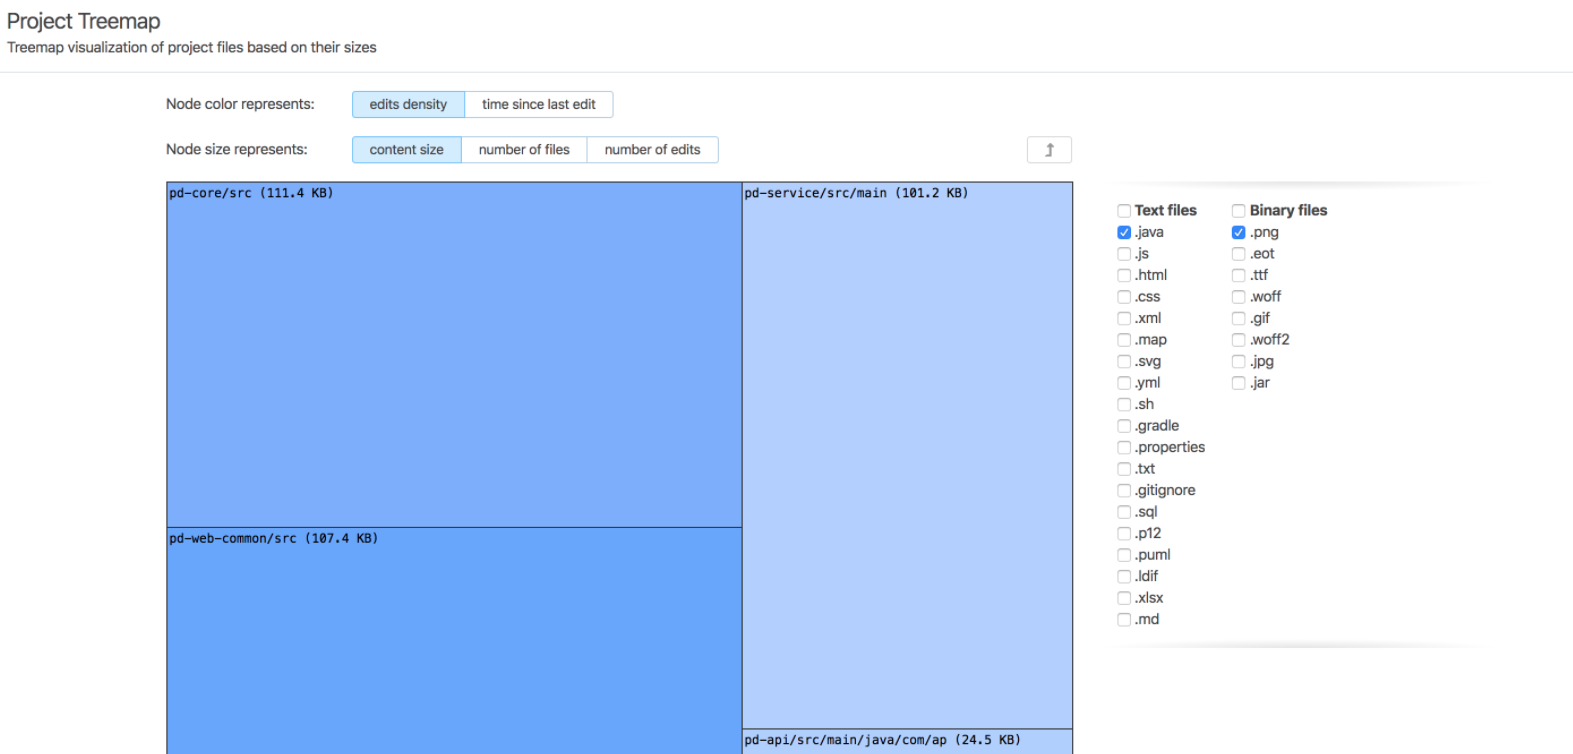 Project Treemap
Treemap visualization of project files based on their sizes
Node color represents: edits density time since last edit
Node size represents: content size number of files number of edits
pd-core/src (111.4 KB)
pd-service/src/main (101.2 KB)
pd-web-common/src (107.4 KB)
pd-api/src/main/java/com/ap (24.5 KB)
Text files
.java
.js
.html
.css
.xml
.map
.svg
.yml
.sh
.gradle
.properties
.txt
.gitignore
.sql
.p12
.puml
.ldif
.xlsx
.md
Binary files
.png
.eot
.ttf
.woff
.gif
.woff2
.jpg
.jar